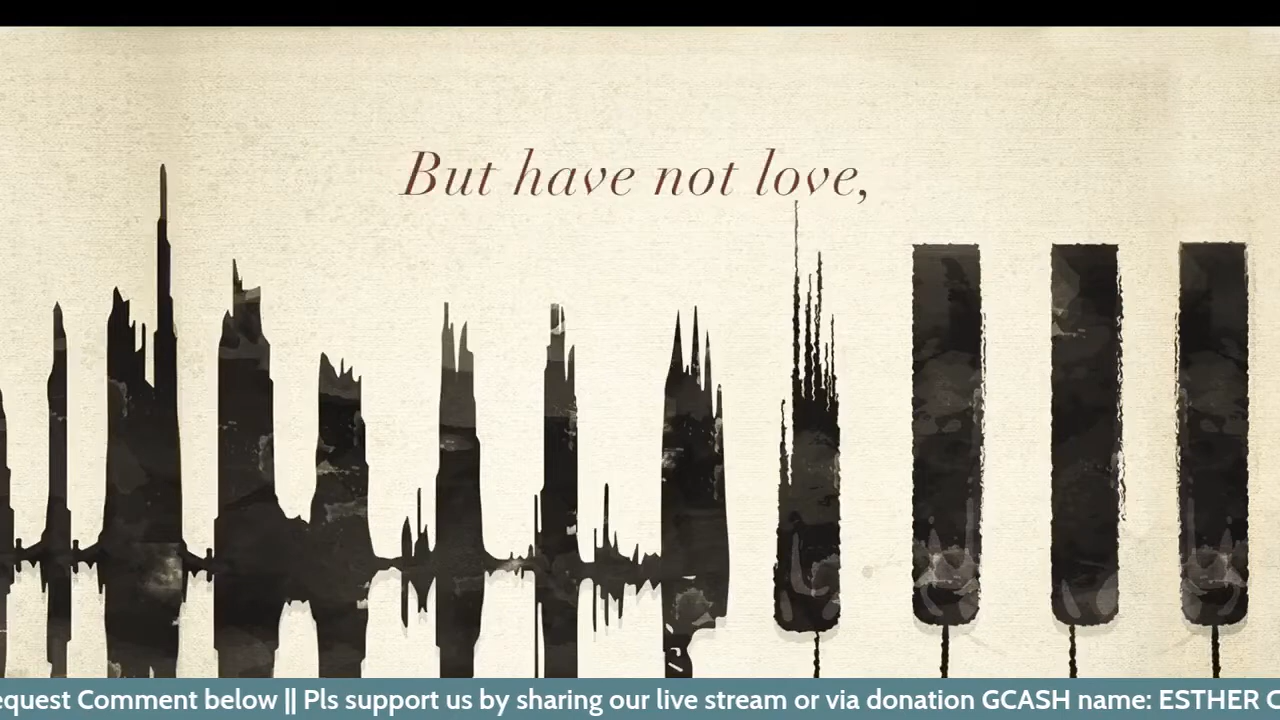 But have not love,
Comment below || Pls support us by sharing our live stream or via donation GCASH name: ESTHER